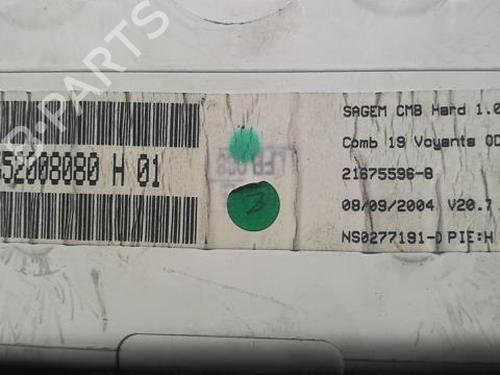 SAGEM CMB Hard 1.0
Comb 19 Voyants OD
21675596-8
08/09/2004 V20.7
NS0277191-D PIE:H
52008080 H 01
3
B-PARTS